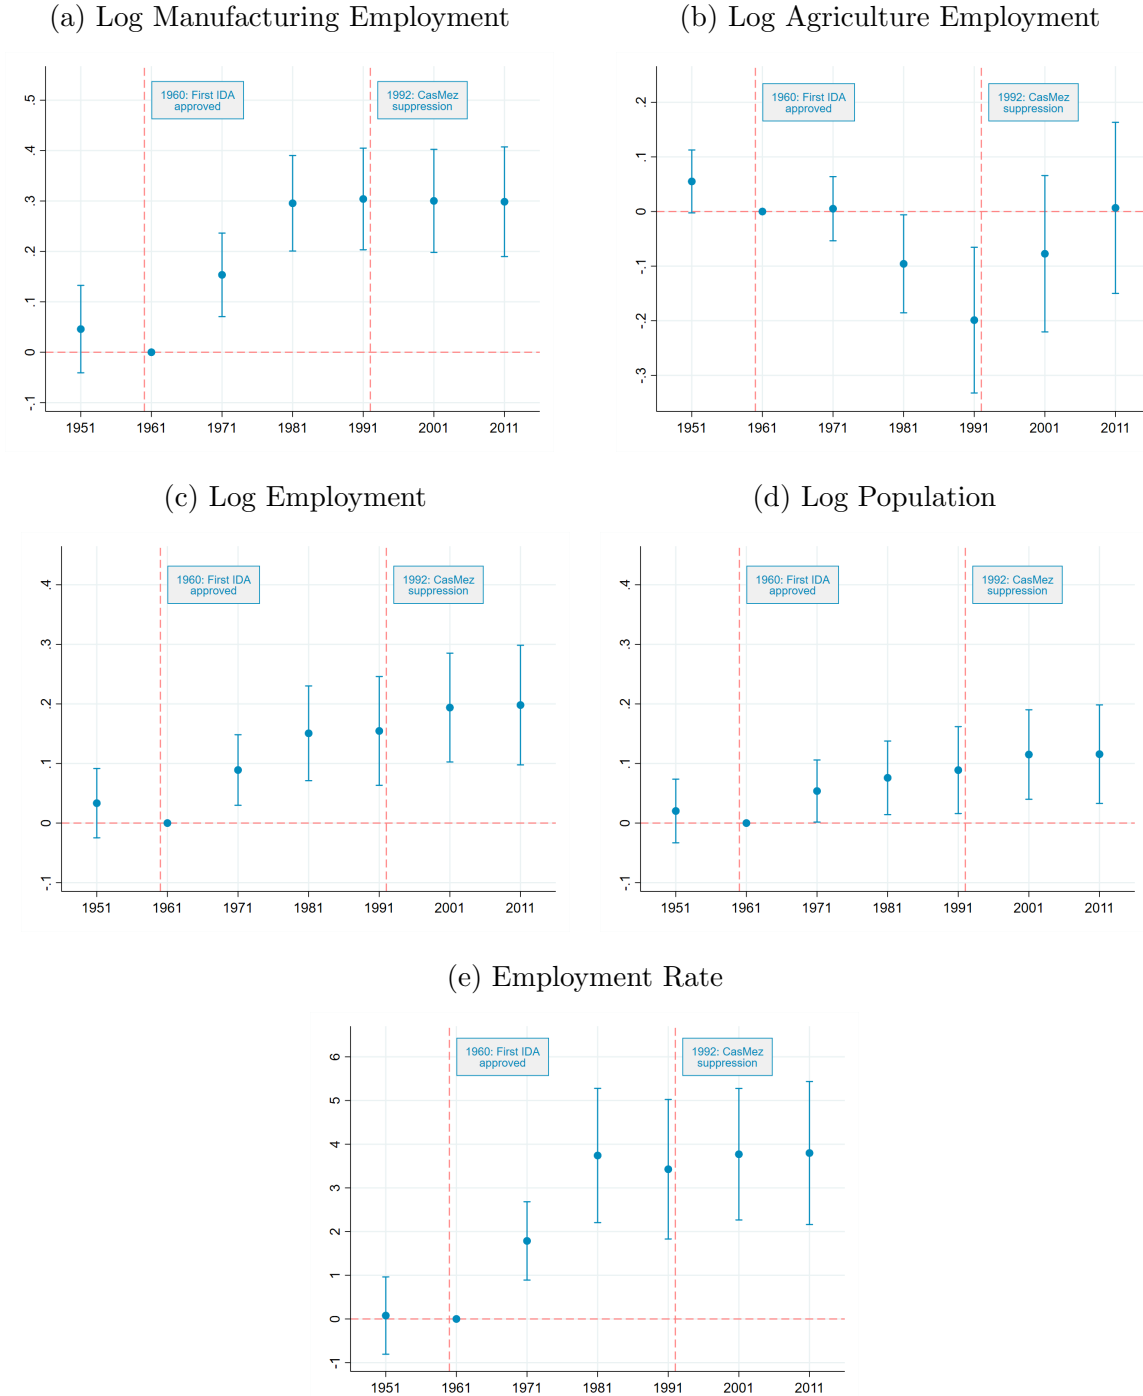 (a) Log Manufacturing Employment
.5
.4
.3
.2
.1
0
-.1
1960: First IDA
approved
1992: CasMez
suppression
1951 1961 1971 1981 1991 2001 2011
(b) Log Agriculture Employment
.2
.1
0
-.1
-.2
-.3
1960: First IDA
approved
1992: CasMez
suppression
1951 1961 1971 1981 1991 2001 2011
(c) Log Employment
.4
.3
.2
.1
0
-.1
1960: First IDA
approved
1992: CasMez
suppression
1951 1961 1971 1981 1991 2001 2011
(d) Log Population
.4
.3
.2
.1
0
-.1
1960: First IDA
approved
1992: CasMez
suppression
1951 1961 1971 1981 1991 2001 2011
(e) Employment Rate
6
5
4
3
2
1
0
-1
1960: First IDA
approved
1992: CasMez
suppression
1951 1961 1971 1981 1991 2001 2011